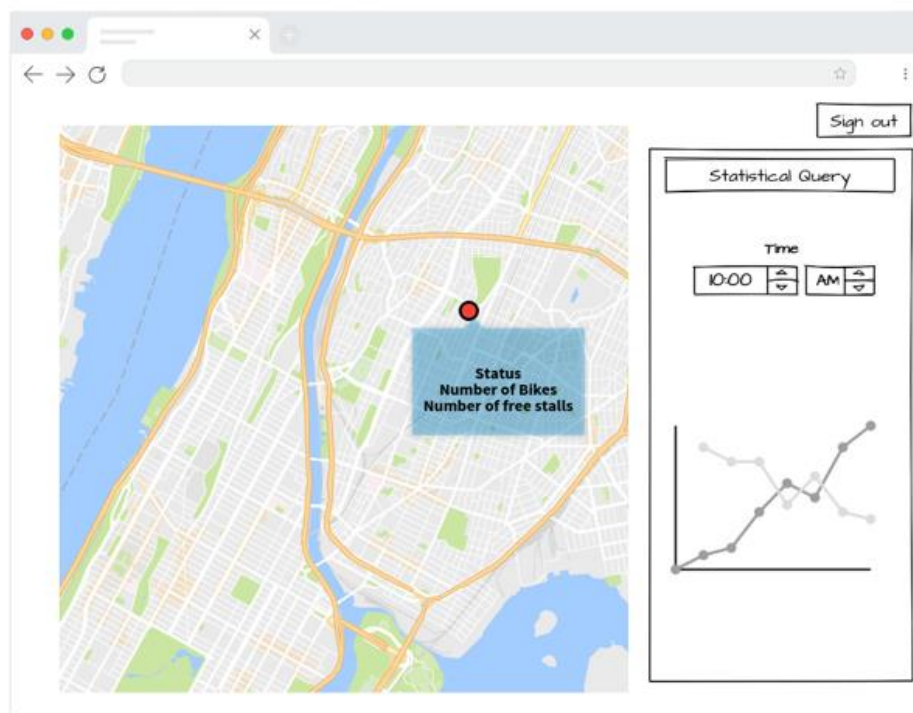 Sign out
Statistical Query
Time
10:00
AM
Status
Number of Bikes
Number of free stalls